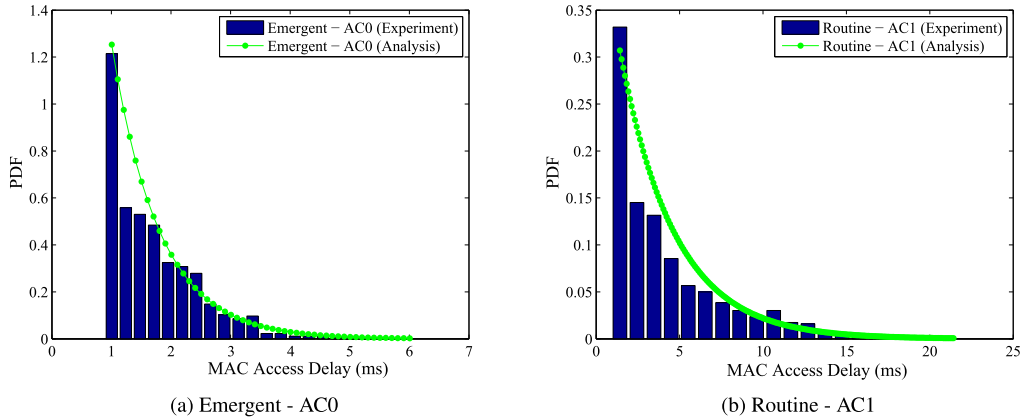 1.4
1.2
1
0.8
0.6
0.4
0.2
0
PDF
Emergent − AC0 (Experiment)
Emergent − AC0 (Analysis)
0 1 2 3 4 5 6 7
MAC Access Delay (ms)
(a) Emergent - AC0
0.35
0.3
0.25
0.2
0.15
0.1
0.05
0
PDF
Routine − AC1 (Experiment)
Routine − AC1 (Analysis)
0 5 10 15 20 25
MAC Access Delay (ms)
(b) Routine - AC1